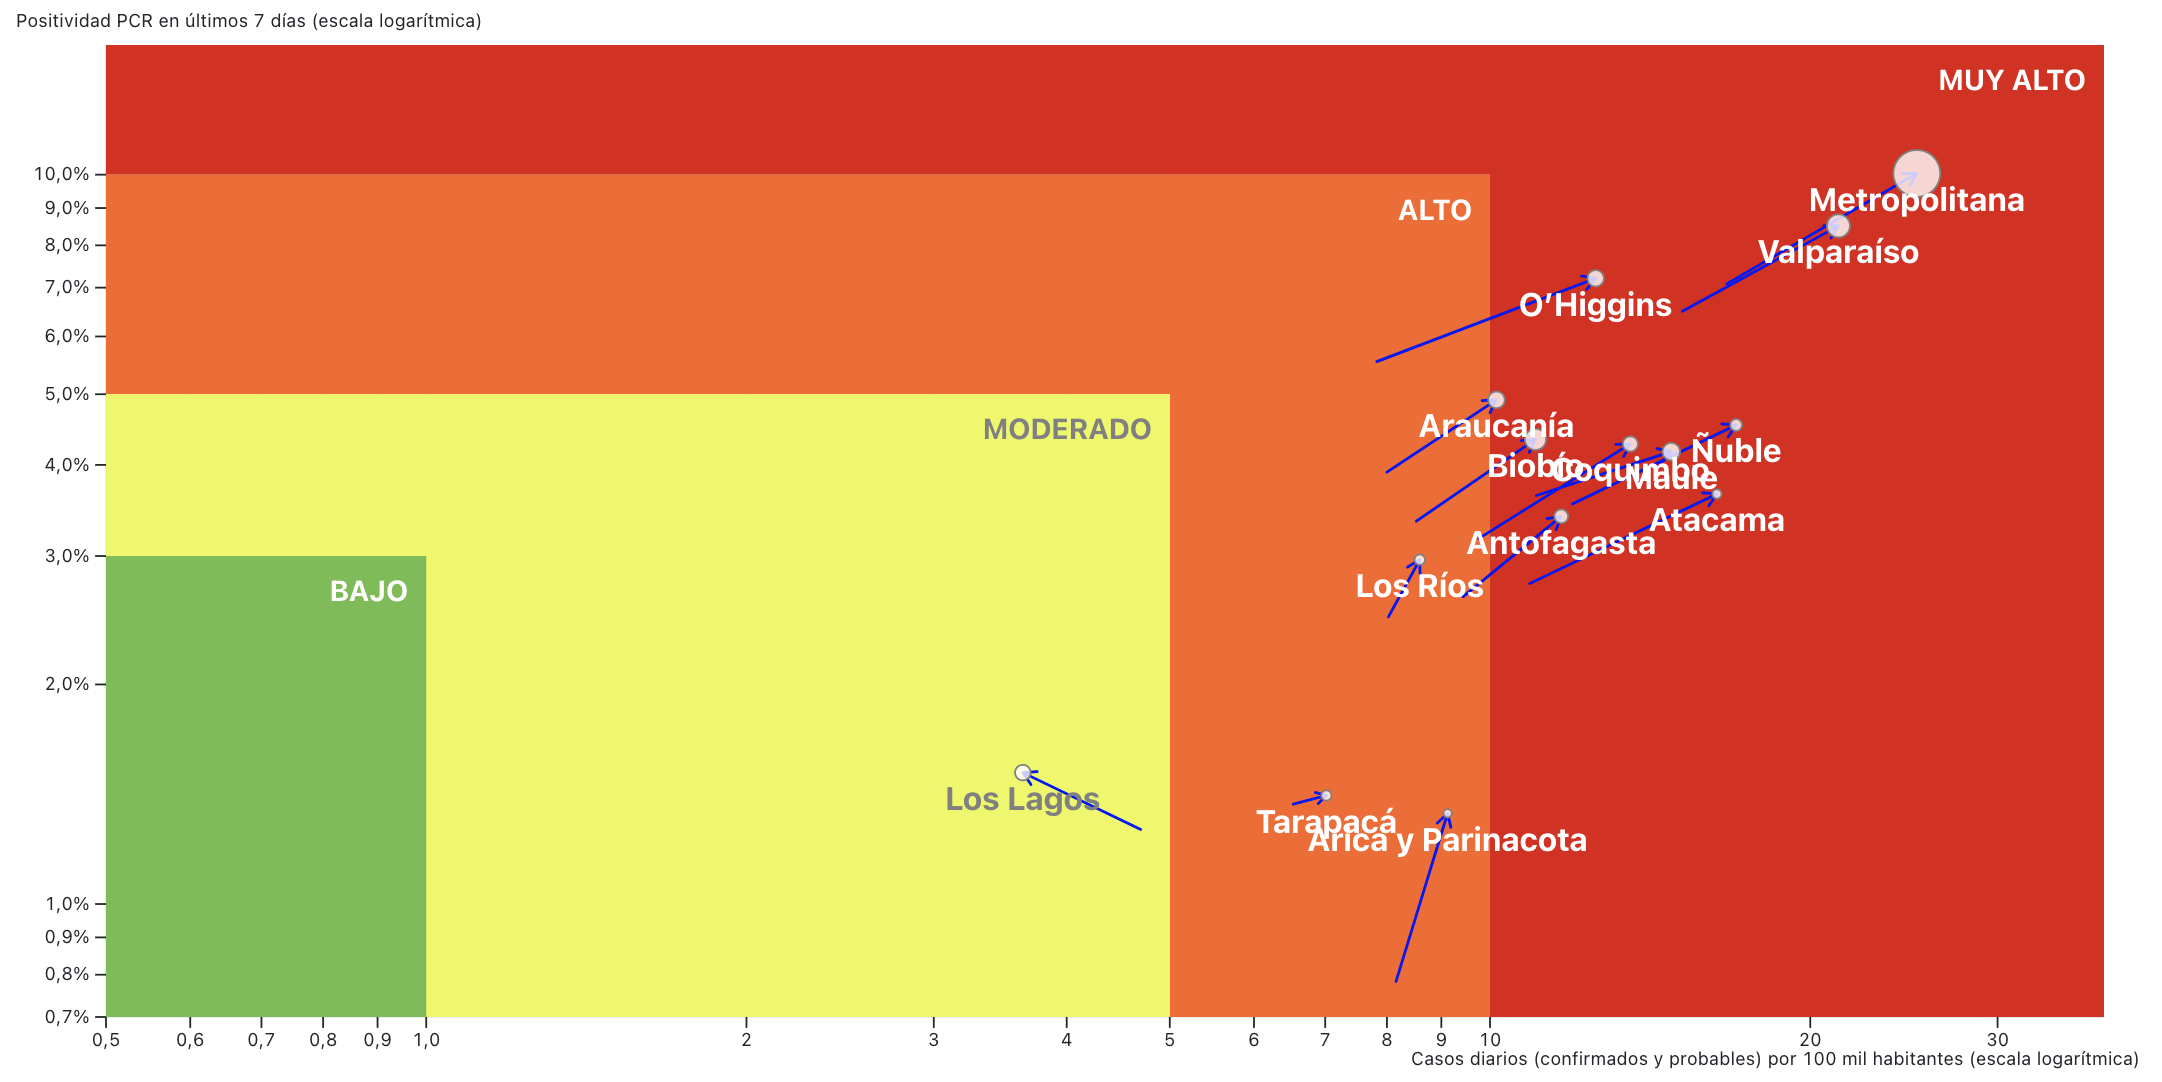 Positividad PCR en últimos 7 días (escala logarítmica)
MUY ALTO
10,0%
ALTO
Metropolitana
9,0%
8,0%
Valparaíso
7,0%
O’Higgins
6,0%
5,0%
MODERADO
Araucanía
4,0%
Biobío
Coquimbo
Maule
Ñuble
Atacama
Antofagasta
3,0%
BAJO
Los Ríos
2,0%
Los Lagos
Tarapacá
Arica y Parinacota
1,0%
0,9%
0,8%
0,7%
0,5 0,6 0,7 0,8 0,9 1,0 2 3 4 5 6 7 8 9 10 20 30
Casos diarios (confirmados y probables) por 100 mil habitantes (escala logarítmica)